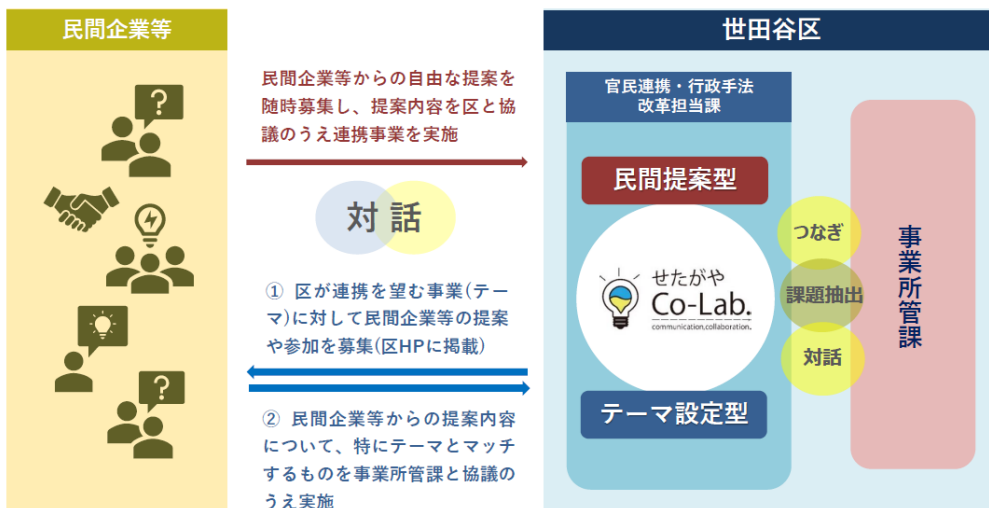 民間企業等
世田谷区
民間企業等からの自由な提案を
随時募集し、提案内容を区と協
議のうえ連携事業を実施
対話
① 区が連携を望む事業(テー
マ)に対して民間企業等の提案
や参加を募集(区HPに掲載)
② 民間企業等からの提案内容
について、特にテーマとマッチ
するものを事業所管課と協議の
うえ実施
官民連携・行政手法
改革担当課
民間提案型
せたがや
Co-Lab.
communication.collaboration.
テーマ設定型
つなぎ
課題抽出
対話
事業所管課
?
?
?